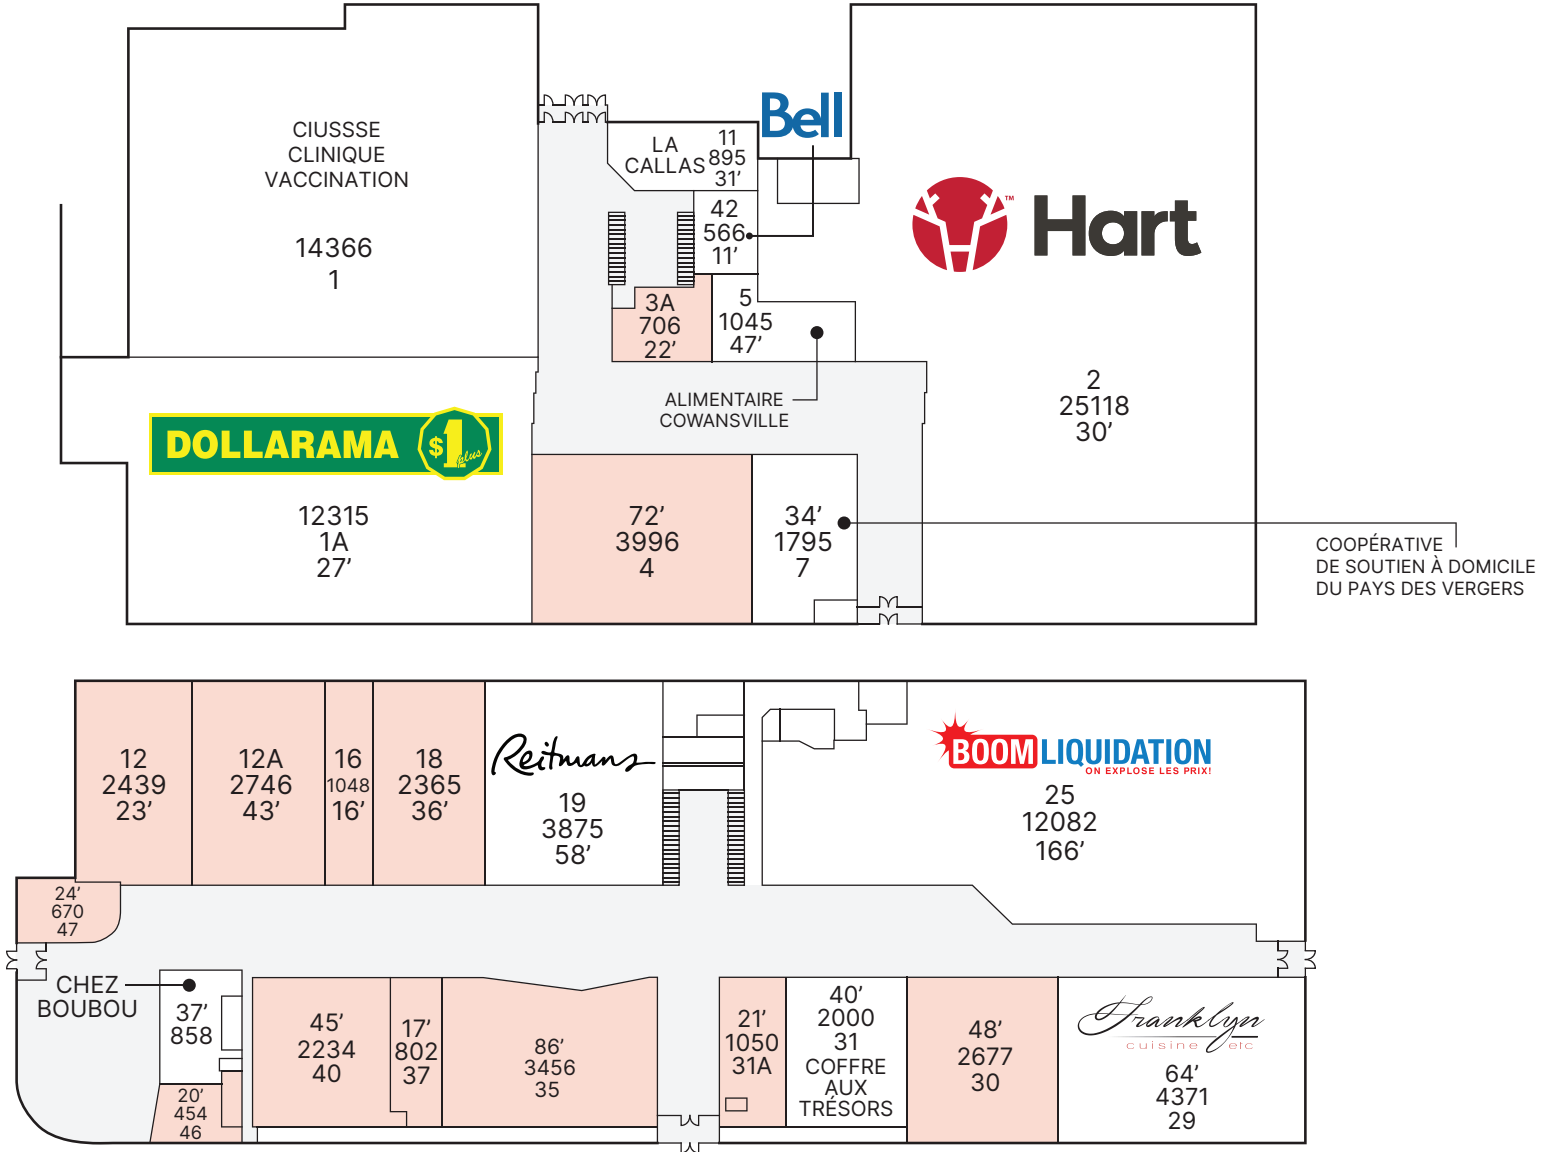 CIUSSSE
CLINIQUE
VACCINATION
14366
1
LA
CALLAS
11
895
31’
Bell
42
566
11’
3A
706
22’
5
1045
47’
ALIMENTAIRE
COWANSVILLE
Hart
™
2
25118
30’
DOLLARAMA $1 plus
12315
1A
27’
72’
3996
4
34’
1795
7
COOPÉRATIVE
DE SOUTIEN À DOMICILE
DU PAYS DES VERGERS
12
2439
23’
12A
2746
43’
16
1048
16’
18
2365
36’
Reitmans
19
3875
58’
BOOM LIQUIDATION
ON EXPLOSE LES PRIX!
25
12082
166’
24’
670
47
CHEZ
BOUBOU
37’
858
20’
454
46
45’
2234
40
17’
802
37
86’
3456
35
21’
1050
31A
40’
2000
31
COFFRE
AUX
TRÉSORS
48’
2677
30
Franklyn
cuisine etc
64’
4371
29